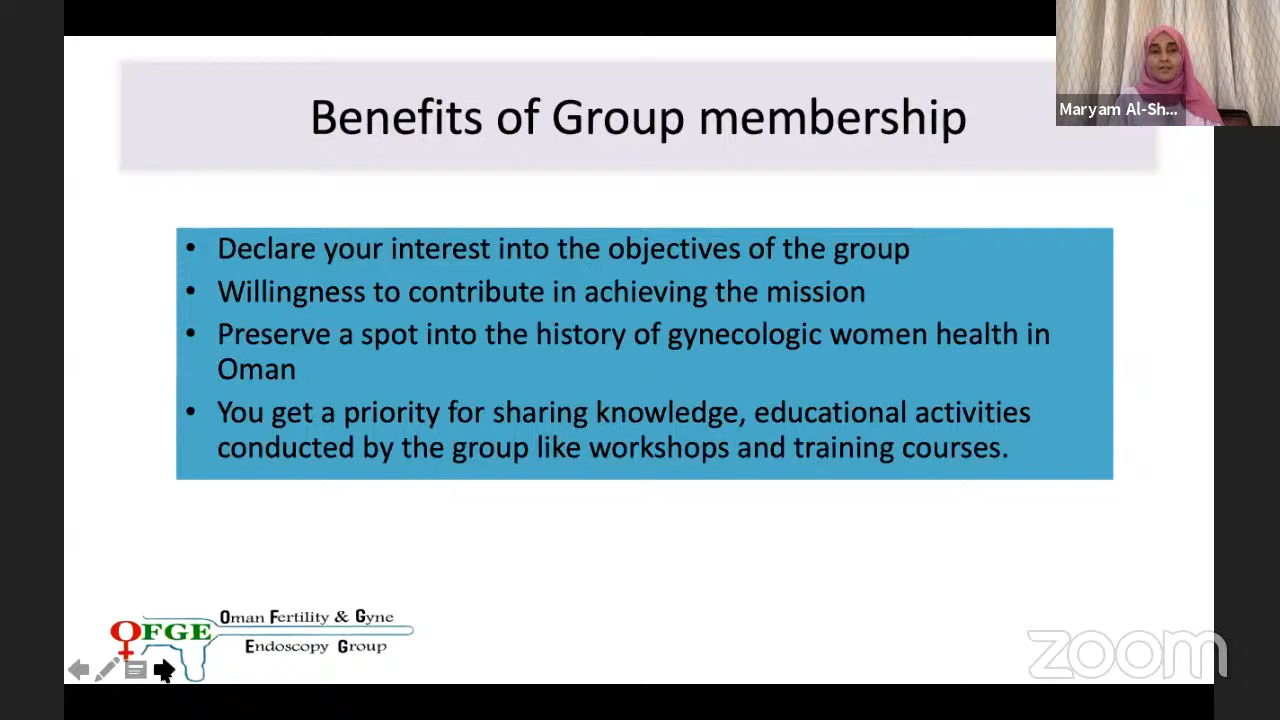 Benefits of Group membership
Maryam Al-Sh...
• Declare your interest into the objectives of the group
• Willingness to contribute in achieving the mission
• Preserve a spot into the history of gynecologic women health in
Oman
• You get a priority for sharing knowledge, educational activities
conducted by the group like workshops and training courses.
OFGE
Oman Fertility & Gyne
Endoscopy Group
zoom